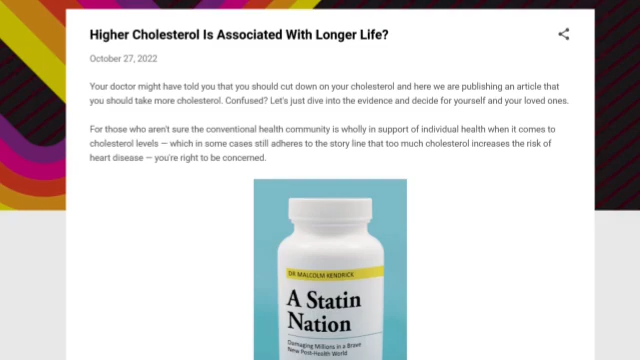 Higher Cholesterol Is Associated With Longer Life?
October 27, 2022
Your doctor might have told you that you should cut down on your cholesterol and here we are publishing an article that
you should take more cholesterol. Confused? Let's just dive into the evidence and decide for yourself and your loved ones.
For those who aren't sure the conventional health community is wholly in support of individual health when it comes to
cholesterol levels — which in some cases still adheres to the story line that too much cholesterol increases the risk of
heart disease — you're right to be concerned.
DR MALCOLM KENDRICK
A Statin
Nation
Damaging Millions in a Brave
New Post-Health World